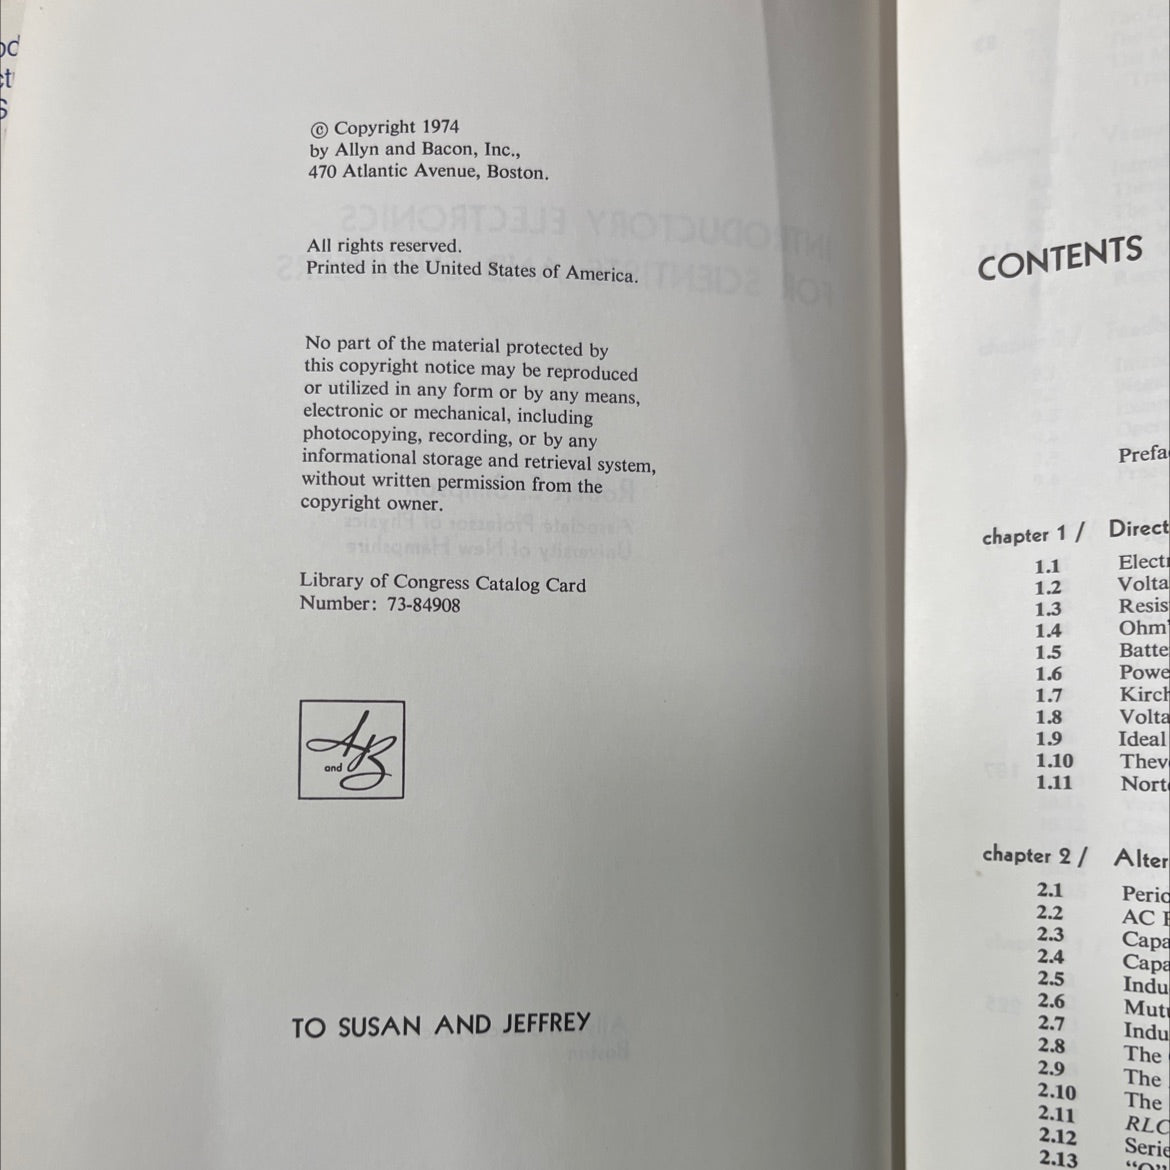 © Copyright 1974
by Allyn and Bacon, Inc.,
470 Atlantic Avenue, Boston.
All rights reserved.
Printed in the United States of America.
No part of the material protected by
this copyright notice may be reproduced
or utilized in any form or by any means,
electronic or mechanical, including
photocopying, recording, or by any
informational storage and retrieval system,
without written permission from the
copyright owner.
Library of Congress Catalog Card
Number: 73-84908
A and B
TO SUSAN AND JEFFREY
CONTENTS
Prefa
chapter 1 / Direct
1.1 Electr
1.2 Volta
1.3 Resis
1.4 Ohm'
1.5 Batte
1.6 Powe
1.7 Kirch
1.8 Volta
1.9 Ideal
1.10 Theve
1.11 Norto
chapter 2 / Alter
2.1 Perio
2.2 AC
2.3 Capa
2.4 Capa
2.5 Indu
2.6 Mutu
2.7 Indu
2.8 The
2.9 The
2.10 The
2.11 RLC
2.12 Serie
2.13